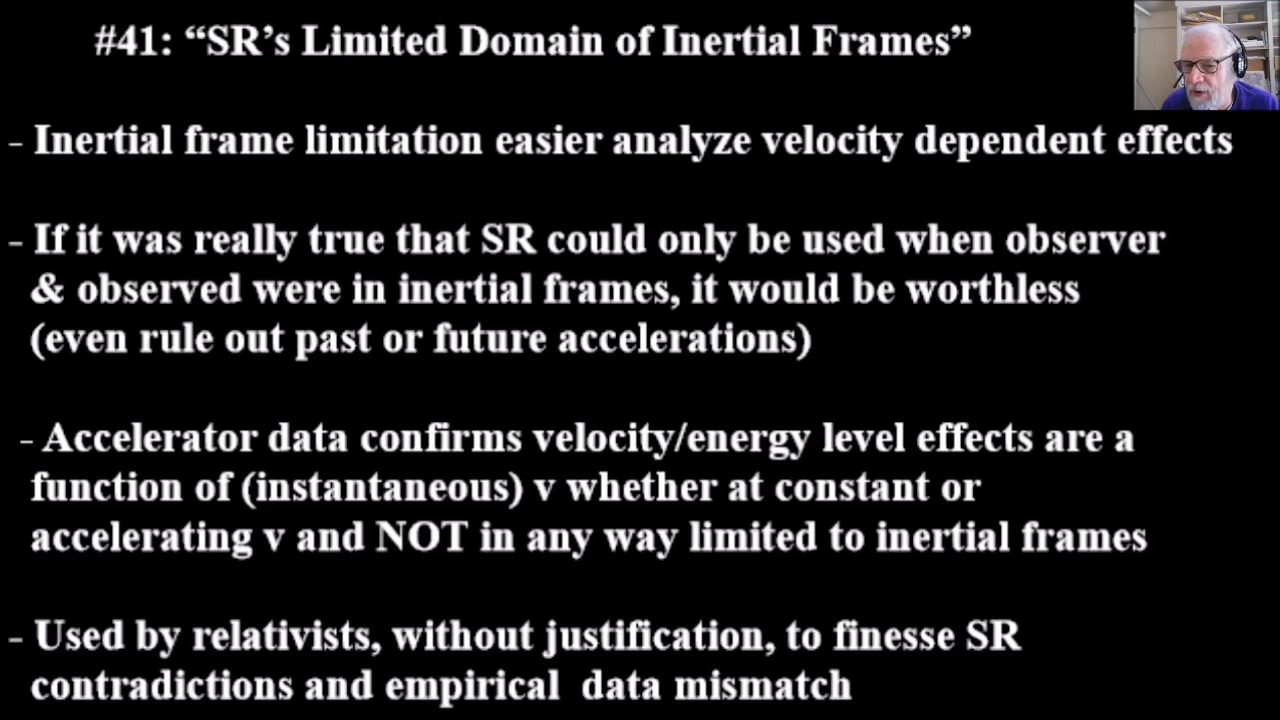 #41: “SR’s Limited Domain of Inertial Frames”
- Inertial frame limitation easier analyze velocity dependent effects
- If it was really true that SR could only be used when observer
& observed were in inertial frames, it would be worthless
(even rule out past or future accelerations)
- Accelerator data confirms velocity/energy level effects are a
function of (instantaneous) v whether at constant or
accelerating v and NOT in any way limited to inertial frames
- Used by relativists, without justification, to finesse SR
contradictions and empirical  data mismatch